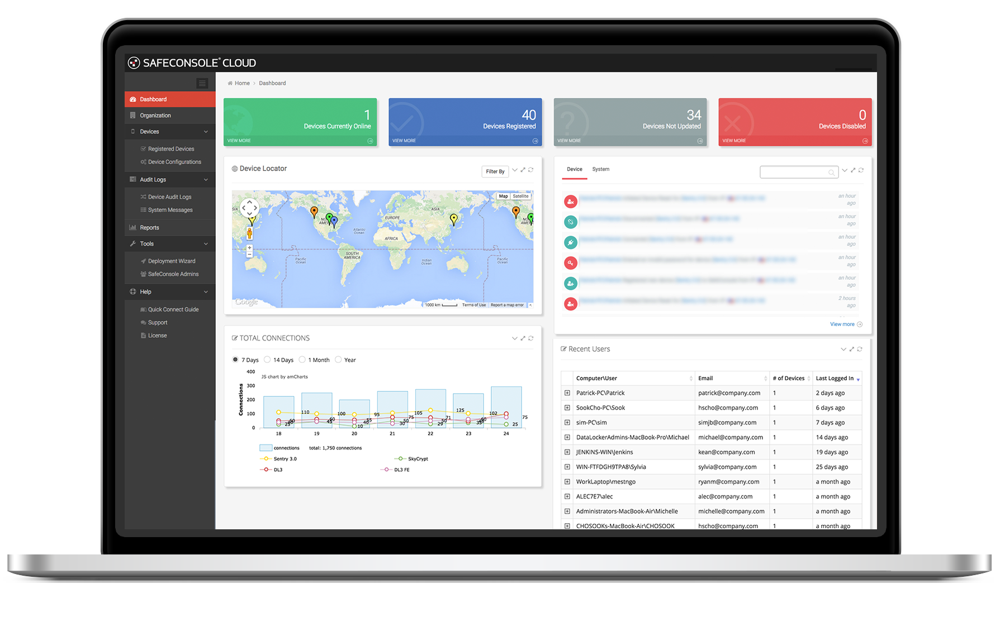 SAFECONSOLE® CLOUD
Home > Dashboard
Dashboard
Organization
Devices
Registered Devices
Device Configurations
Audit Logs
Device Audit Logs
System Messages
Reports
Tools
Deployment Wizard
SafeConsole Admins
Help
Quick Connect Guide
Support
License
1
Devices Currently Online
VIEW MORE
40
Devices Registered
VIEW MORE
34
Devices Not Updated
VIEW MORE
0
Devices Disabled
VIEW MORE
Device Locator
Filter By
Map Satellite
ASIA
EUROPE
Atlantic
Ocean
AFRICA
SOUTH
AMERICA
Pacific
Ocean
Indian
Ocean
Pacific
Ocean
Google
1000 km Terms of Use Report a map error
Device System
an hour
ago
an hour
ago
an hour
ago
an hour
ago
an hour
ago
2 hours
ago
View more
TOTAL CONNECTIONS
7 Days 14 Days 1 Month Year
JS chart by amCharts
Connections
400
300
200
100
0
110 100 95 105 125 102 75
50 60 55 75 71 60
25 45 40 50 50 35 25
10 30 29
18 19 20 21 22 23 24
connections total: 1,750 connections
Sentry 3.0 SkyCrypt
DL3 DL3 FE
Recent Users
Computer\User Email # of Devices Last Logged In
Patrick-PC\Patrick patrick@company.com 1 2 days ago
SookCho-PC\Sook hscho@company.com 1 6 days ago
sim-PC\sim simjb@company.com 1 7 days ago
DataLockerAdmins-MacBook-Pro\Michael michael@company.com 1 14 days ago
JENKINS-WIN\Jenkins kean@company.com 1 19 days ago
WIN-FTFDGH9TPA8\Sylvia sylvia@company.com 1 25 days ago
WorkLaptop\mestngo ryanm@company.com 1 a month ago
ALEC7E7\alec alec@company.com 1 a month ago
Administrators-MacBook-Air\Michelle michelle@company.com 1 a month ago
CHOSOOKs-MacBook-Air\CHOSOOK hscho@company.com 1 a month ago